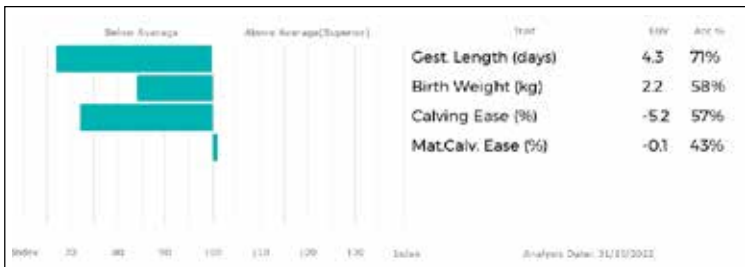 Below Average Above Average(Superior) Trait EBV Acc %
Gest. Length (days) 4.3 71%
Birth Weight (kg) 2.2 58%
Calving Ease (%) -5.2 57%
Mat.Calv. Ease (%) -0.1 43%
Index 70 80 90 100 110 120 130 Index Analysis Date: